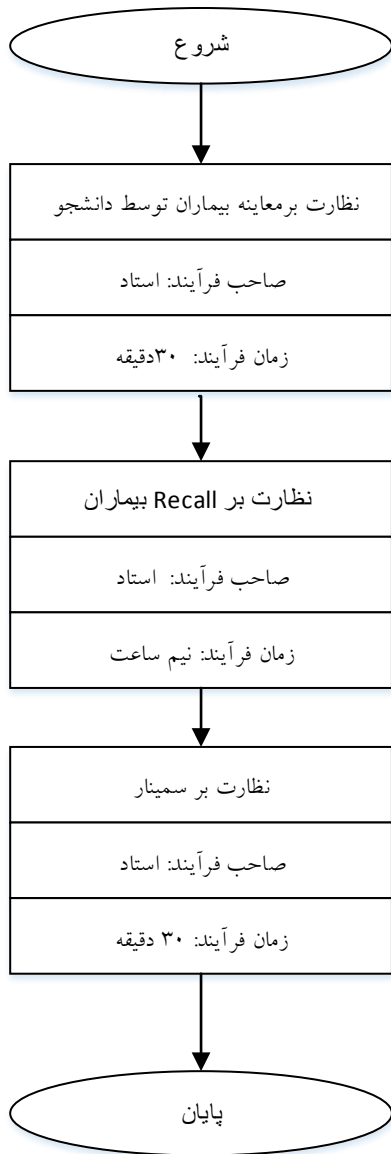 شروع
نظارت برمعاینه بیماران توسط دانشجو
صاحب فرآیند: استاد
زمان فرآیند: ۳۰دقیقه
نظارت بر Recall بیماران
صاحب فرآیند: استاد
زمان فرآیند: نیم ساعت
نظارت بر سمینار
صاحب فرآیند: استاد
زمان فرآیند: ۳۰ دقیقه
پایان